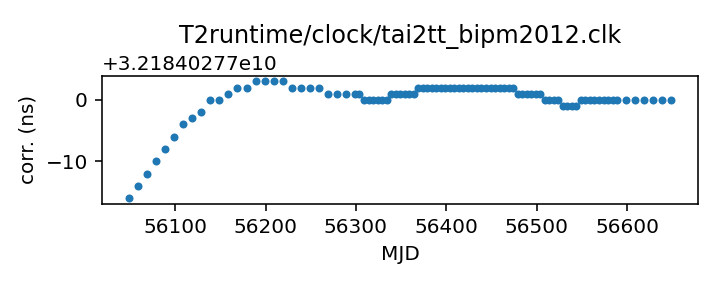 T2runtime/clock/tai2tt_bipm2012.clk
+3.21840277e10
corr. (ns)
0
−10
56100 56200 56300 56400 56500 56600
MJD